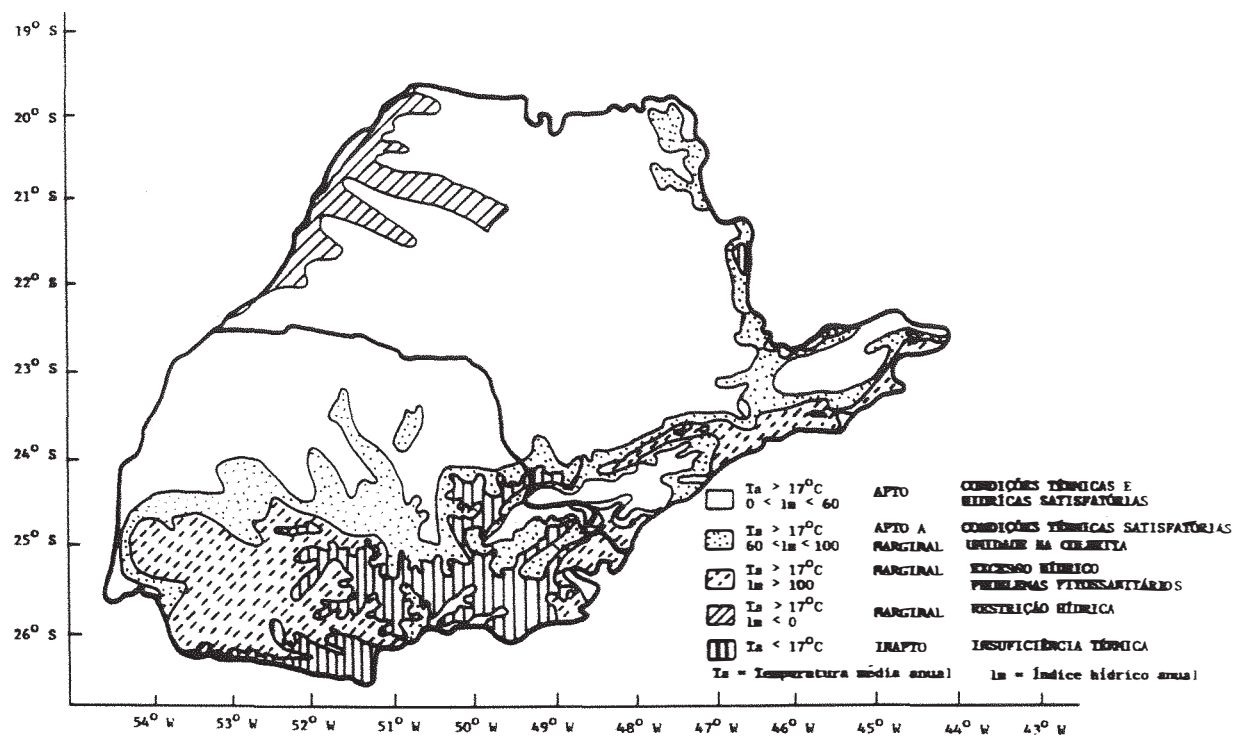 19° S
20° S
21° S
22° S
23° S
24° S
25° S
26° S
54° W
53° W
52° W
51° W
50° W
49° W
48° W
47° W
46° W
45° W
44° W
43° W
Ta > 17°C
0 < Im < 60
APTO
CONDIÇÕES TÉRMICAS E
HIDRÍCAS SATISFATÓRIAS
Ta > 17°C
60 < Im < 100
APTO A
MARGINAL
CONDIÇÕES TÉRMICAS SATISFATÓRIAS
UMIDADE NA COLHEITA
Ta > 17°C
Im > 100
MARGINAL
EXCESSO HÍDRICO
PROBLEMAS FITOSSANITÁRIOS
Ta > 17°C
Im < 0
MARGINAL
RESTRIÇÃO HÍDRICA
Ta < 17°C
INAPTO
INSUFICIÊNCIA TÉRMICA
Ta = Temperatura média anual
Im = Índice hídrico anual